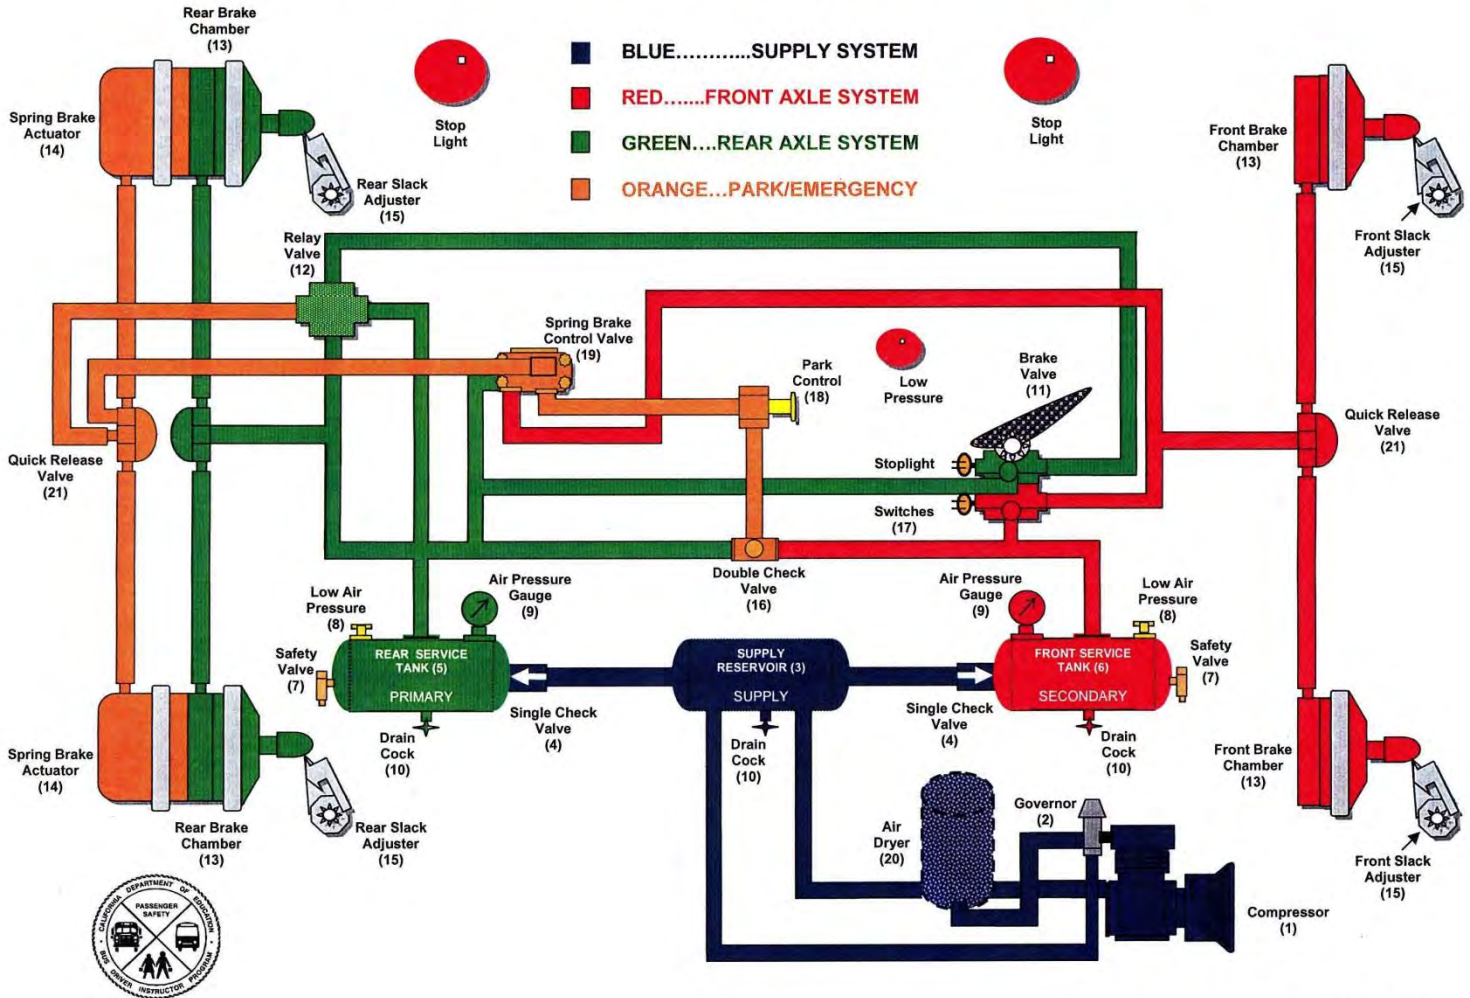 Rear Brake
Chamber
(13)
BLUE...........SUPPLY SYSTEM
RED.......FRONT AXLE SYSTEM
GREEN....REAR AXLE SYSTEM
ORANGE...PARK/EMERGENCY
Stop
Light
Stop
Light
Spring Brake
Actuator
(14)
Rear Slack
Adjuster
(15)
Front Brake
Chamber
(13)
Front Slack
Adjuster
(15)
Relay
Valve
(12)
Spring Brake
Control Valve
(19)
Park
Control
(18)
Low
Pressure
Brake
Valve
(11)
Quick Release
Valve
(21)
Quick Release
Valve
(21)
Stoplight
Switches
(17)
Double Check
Valve
(16)
Low Air
Pressure
(8)
Air Pressure
Gauge
(9)
Air Pressure
Gauge
(9)
Low Air
Pressure
(8)
Safety
Valve
(7)
REAR SERVICE
TANK (5)
PRIMARY
SUPPLY
RESERVOIR (3)
SUPPLY
FRONT SERVICE
TANK (6)
SECONDARY
Safety
Valve
(7)
Drain
Cock
(10)
Single Check
Valve
(4)
Drain
Cock
(10)
Single Check
Valve
(4)
Drain
Cock
(10)
Spring Brake
Actuator
(14)
Rear Brake
Chamber
(13)
Rear Slack
Adjuster
(15)
Front Brake
Chamber
(13)
Front Slack
Adjuster
(15)
Air
Dryer
(20)
Governor
(2)
Compressor
(1)
CALIFORNIA DEPARTMENT OF EDUCATION
PASSENGER
SAFETY
BUS DRIVER INSTRUCTOR PROGRAM